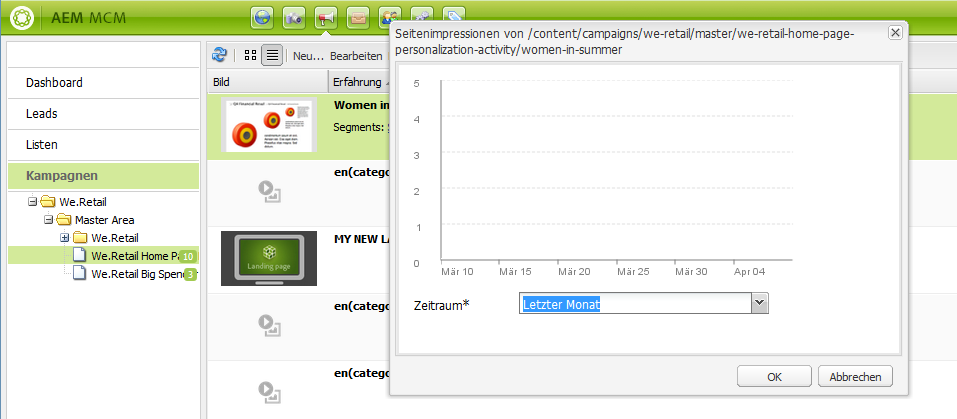 AEM MCM
Dashboard
Leads
Listen
Kampagnen
We.Retail
Master Area
We.Retail
We.Retail Home Pa 10
We.Retail Big Spen 3
Neu... Bearbeiten
Bild
Erfahrung
Women in
Segments:
en(catego
MY NEW LA
Landing page
en(catego
en(catego
Seitenimpressionen von /content/campaigns/we-retail/master/we-retail-home-page-
personalization-activity/women-in-summer
5
4
3
2
1
0
Mär 10 Mär 15 Mär 20 Mär 25 Mär 30 Apr 04
Zeitraum*
Letzter Monat
OK
Abbrechen